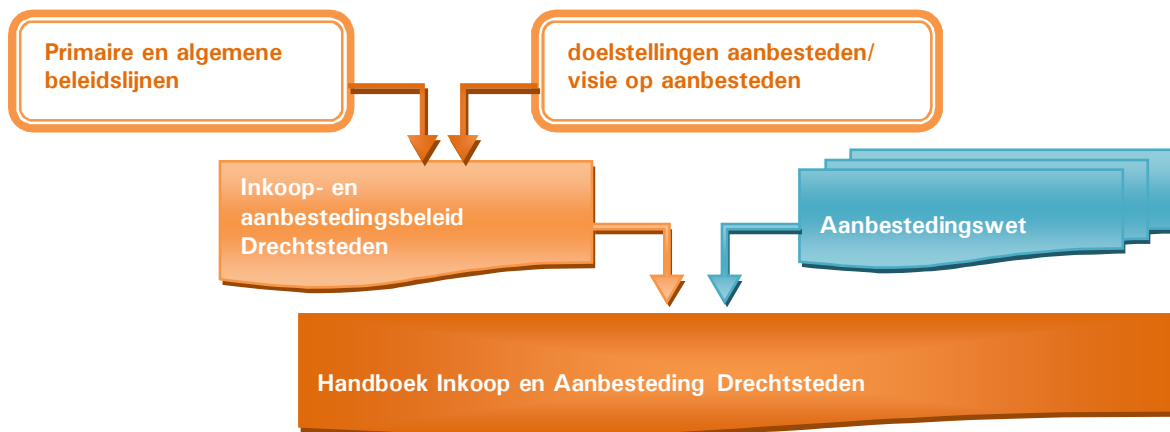 Primaire en algemene
beleidslijnen
doelstellingen aanbesteden/
visie op aanbesteden
Inkoop- en
aanbestedingsbeleid
Drechtsteden
Aanbestedingswet
Handboek Inkoop en Aanbesteding Drechtsteden